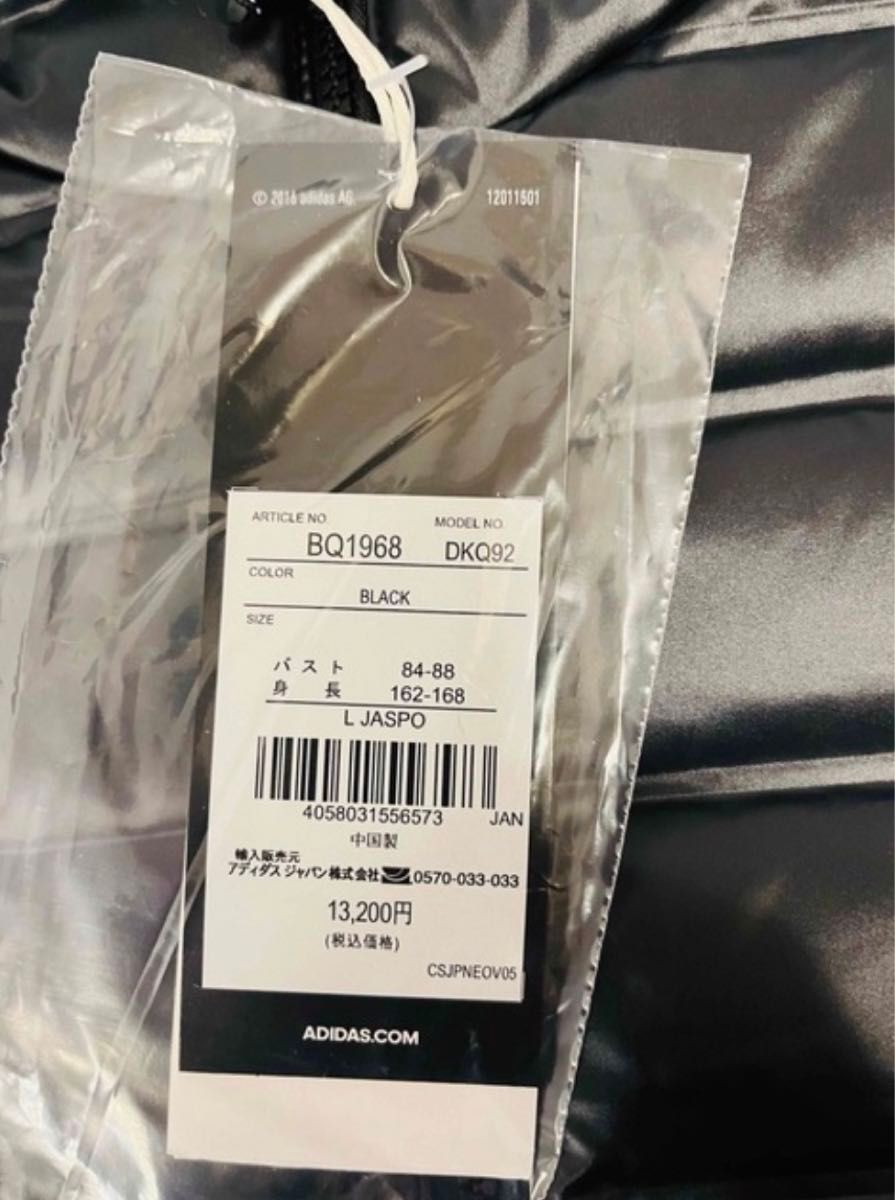 © 2016 adidas AG. 12011501
ARTICLE NO. MODEL NO.
BQ1968 DKQ92
COLOR
BLACK
SIZE
バスト 84-88
身長 162-168
L JASPO
4058031556573 JAN
中国製
輸入販売元
アディダス ジャパン株式会社 0570-033-033
13,200円
(税込価格)
CSJPNEOV05
ADIDAS.COM